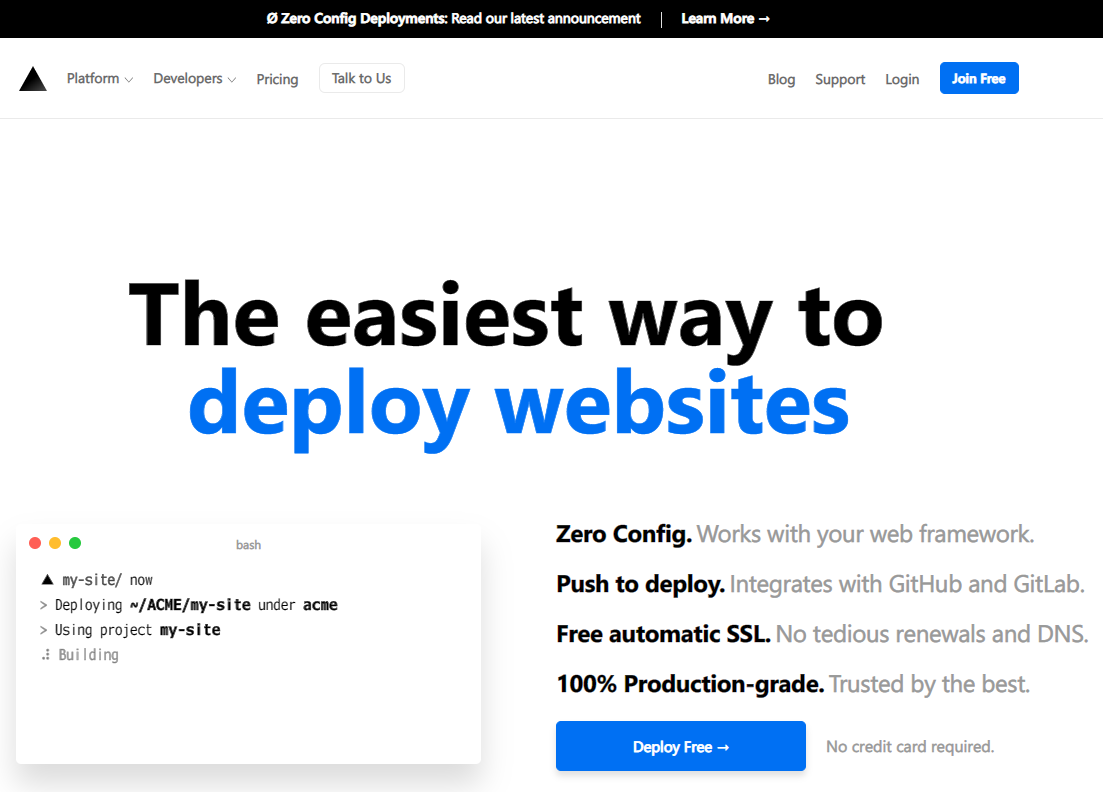 Ø Zero Config Deployments: Read our latest announcement | Learn More →
Platform Developers Pricing Talk to Us Blog Support Login Join Free
The easiest way to
deploy websites
bash
▲ my-site/ now
> Deploying ~/ACME/my-site under acme
> Using project my-site
⠼ Building
Zero Config. Works with your web framework.
Push to deploy. Integrates with GitHub and GitLab.
Free automatic SSL. No tedious renewals and DNS.
100% Production-grade. Trusted by the best.
Deploy Free → No credit card required.